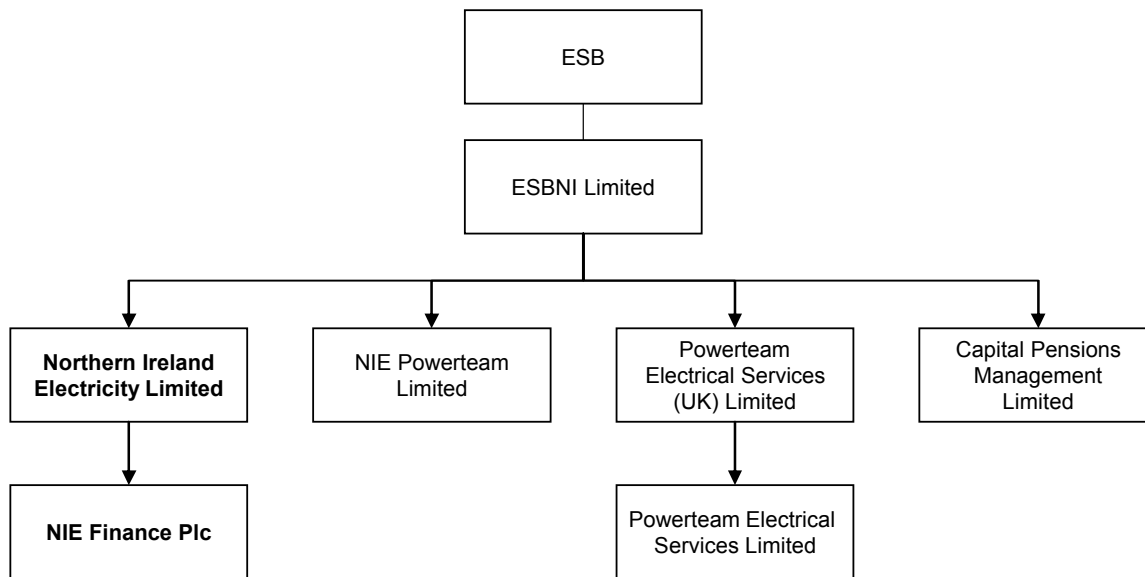 ESB
ESBNI Limited
Northern Ireland
Electricity Limited
NIE Powerteam
Limited
Powerteam
Electrical Services
(UK) Limited
Capital Pensions
Management
Limited
NIE Finance Plc
Powerteam Electrical
Services Limited